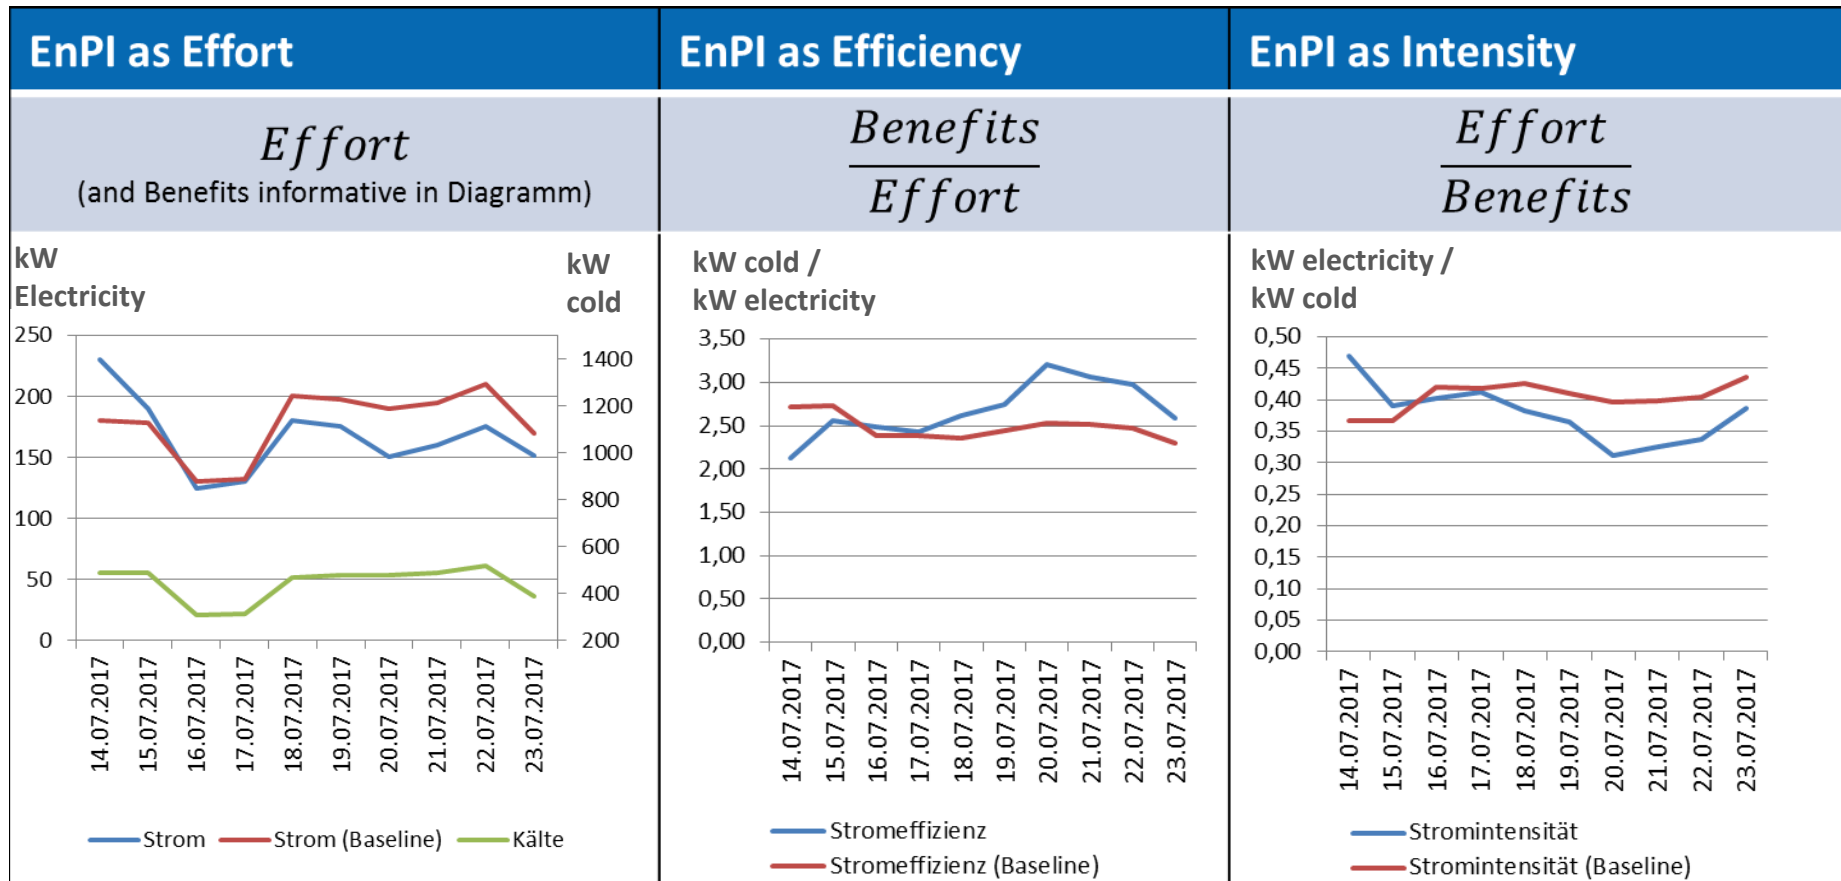 EnPI as Effort
Effort
(and Benefits informative in Diagramm)
kW
Electricity
kW
cold
250
200
150
100
50
0
1400
1200
1000
800
600
400
200
14.07.2017
15.07.2017
16.07.2017
17.07.2017
18.07.2017
19.07.2017
20.07.2017
21.07.2017
22.07.2017
23.07.2017
Strom
Strom (Baseline)
Kälte
EnPI as Efficiency
Benefits
Effort
kW cold /
kW electricity
3,50
3,00
2,50
2,00
1,50
1,00
0,50
0,00
14.07.2017
15.07.2017
16.07.2017
17.07.2017
18.07.2017
19.07.2017
20.07.2017
21.07.2017
22.07.2017
23.07.2017
Stromeffizienz
Stromeffizienz (Baseline)
EnPI as Intensity
Effort
Benefits
kW electricity /
kW cold
0,50
0,45
0,40
0,35
0,30
0,25
0,20
0,15
0,10
0,05
0,00
14.07.2017
15.07.2017
16.07.2017
17.07.2017
18.07.2017
19.07.2017
20.07.2017
21.07.2017
22.07.2017
23.07.2017
Stromintensität
Stromintensität (Baseline)